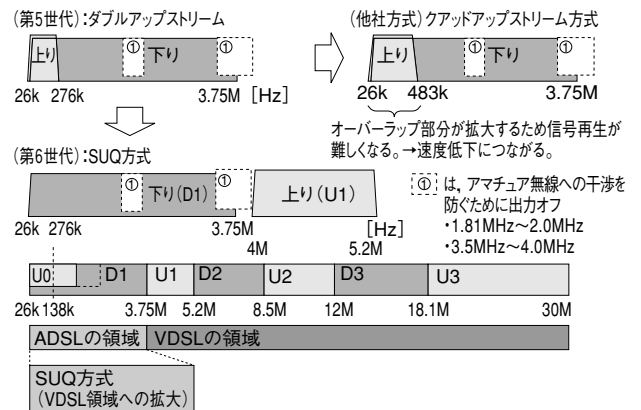 (第5世代):ダブルアップストリーム
(他社方式)クアッドアップストリーム方式
上り ① 下り ①
上り ① 下り ①
26k 276k 3.75M [Hz]
26k 483k 3.75M
オーバーラップ部分が拡大するため信号再生が
難しくなる。→速度低下につながる。
(第6世代):SUQ方式
① 下り(D1) ① 上り(U1)
26k 276k 3.75M [Hz]
4M 5.2M
① は,アマチュア無線への干渉を
防ぐために出力オフ
・1.81MHz〜2.0MHz
・3.5MHz〜4.0MHz
U0 D1 U1 D2 U2 D3 U3
26k 138k 3.75M 5.2M 8.5M 12M 18.1M 30M
ADSLの領域 VDSLの領域
SUQ方式
(VDSL領域への拡大)